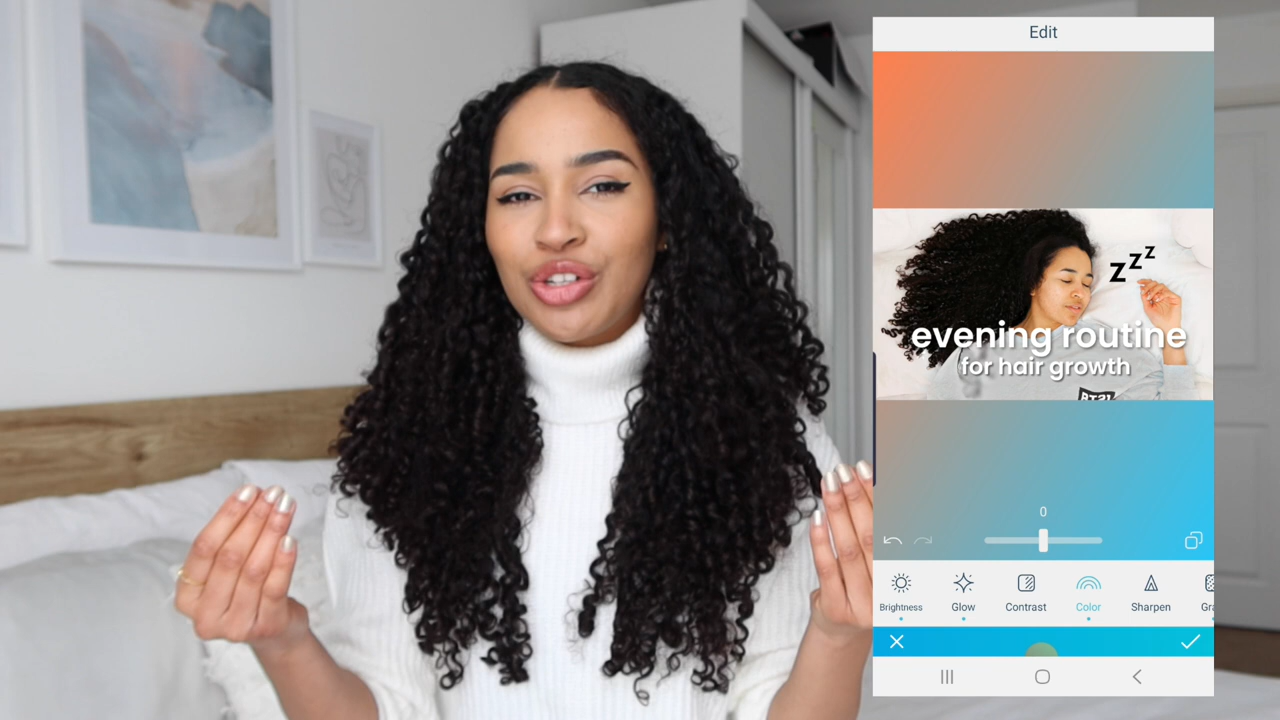 Edit
z z z
evening routine
for hair growth
0
Brightness
Glow
Contrast
Color
Sharpen